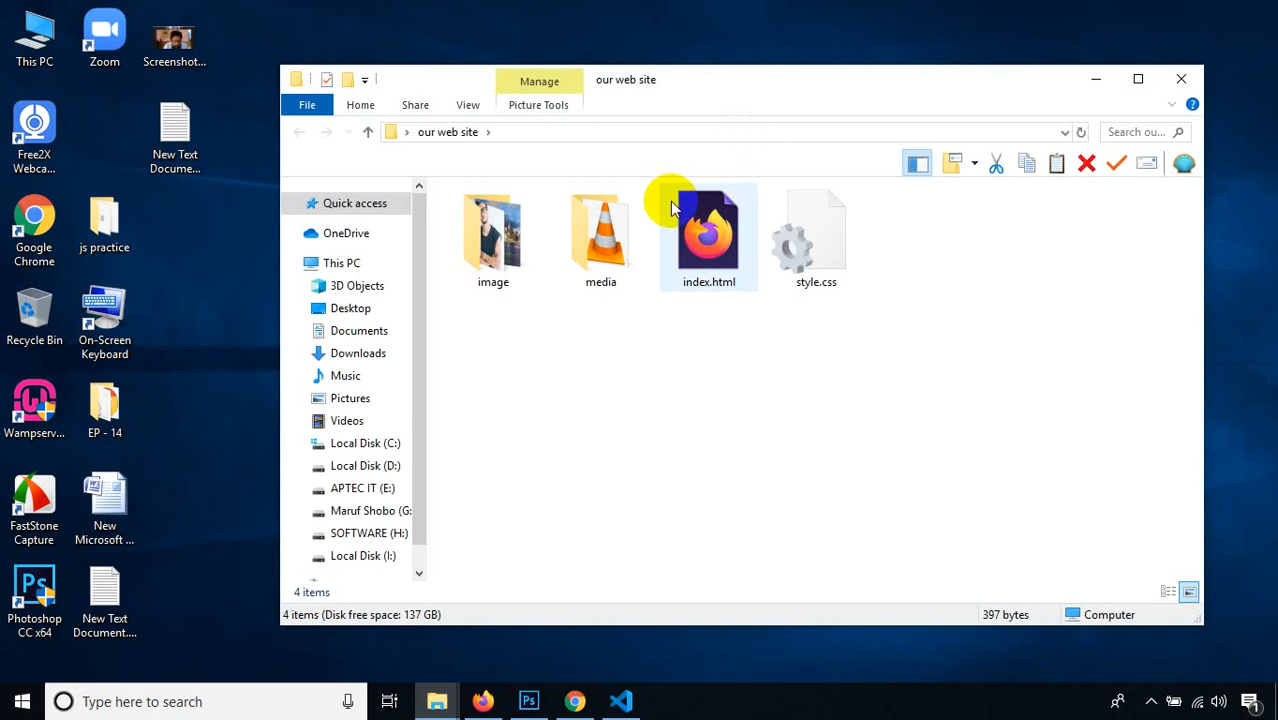 This PC
Zoom
Screenshot...
Free2X
Webca...
New Text
Docume...
Google
Chrome
js practice
Recycle Bin
On-Screen
Keyboard
Wampserv...
EP - 14
FastStone
Capture
New
Microsoft ...
Photoshop
CC x64
New Text
Document....
Manage
our web site
File
Home
Share
View
Picture Tools
our web site
Search ou...
Quick access
OneDrive
This PC
3D Objects
Desktop
Documents
Downloads
Music
Pictures
Videos
Local Disk (C:)
Local Disk (D:)
APTEC IT (E:)
Maruf Shobo (G:
SOFTWARE (H:)
Local Disk (I:)
image
media
index.html
style.css
4 items
4 items (Disk free space: 137 GB)
397 bytes
Computer
Type here to search
Ps
1